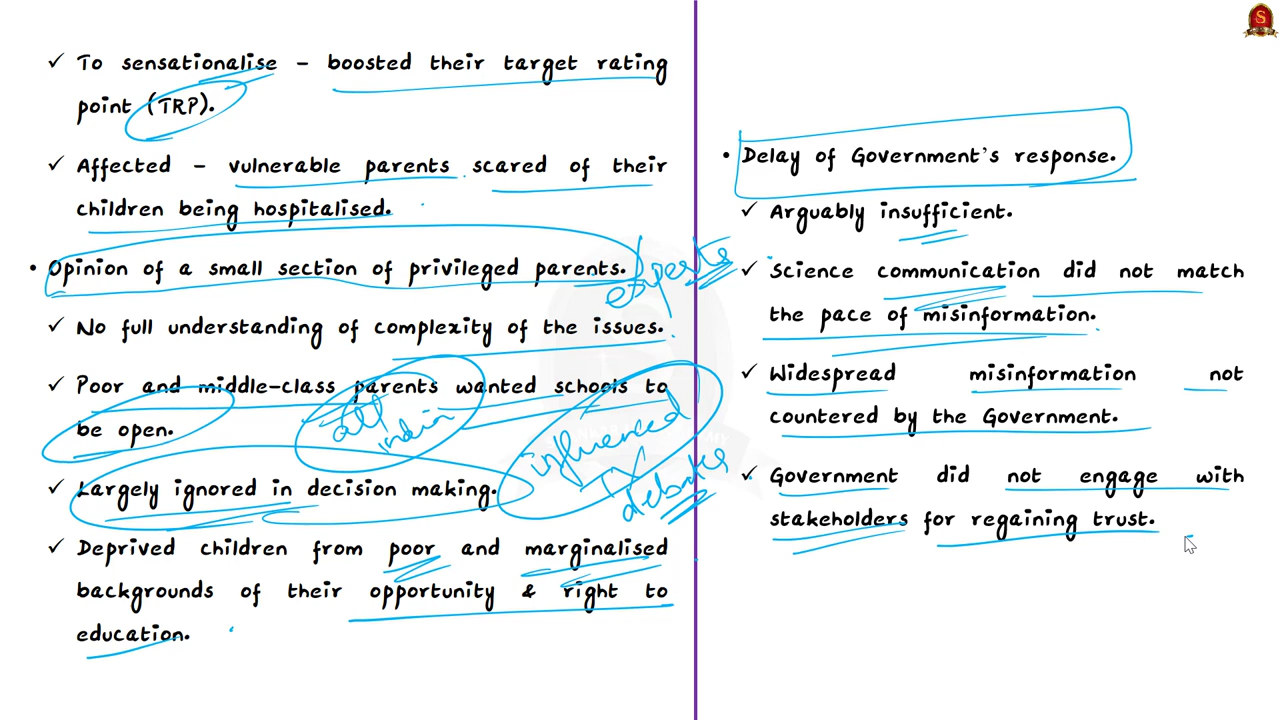 ✓ To sensationalise – boosted their target rating
point (TRP).
✓ Affected – vulnerable parents scared of their
children being hospitalised.
• Opinion of a small section of privileged parents.
experts
✓ No full understanding of complexity of the issues.
✓ Poor and middle-class parents wanted schools to
be open.
all
indian
influenced
debates
✓ Largely ignored in decision making.
✓ Deprived children from poor and marginalised
backgrounds of their opportunity & right to
education.
• Delay of Government's response.
✓ Arguably insufficient.
✓ Science communication did not match
the pace of misinformation.
✓ Widespread misinformation not
countered by the Government.
✓ Government did not engage with
stakeholders for regaining trust.
S